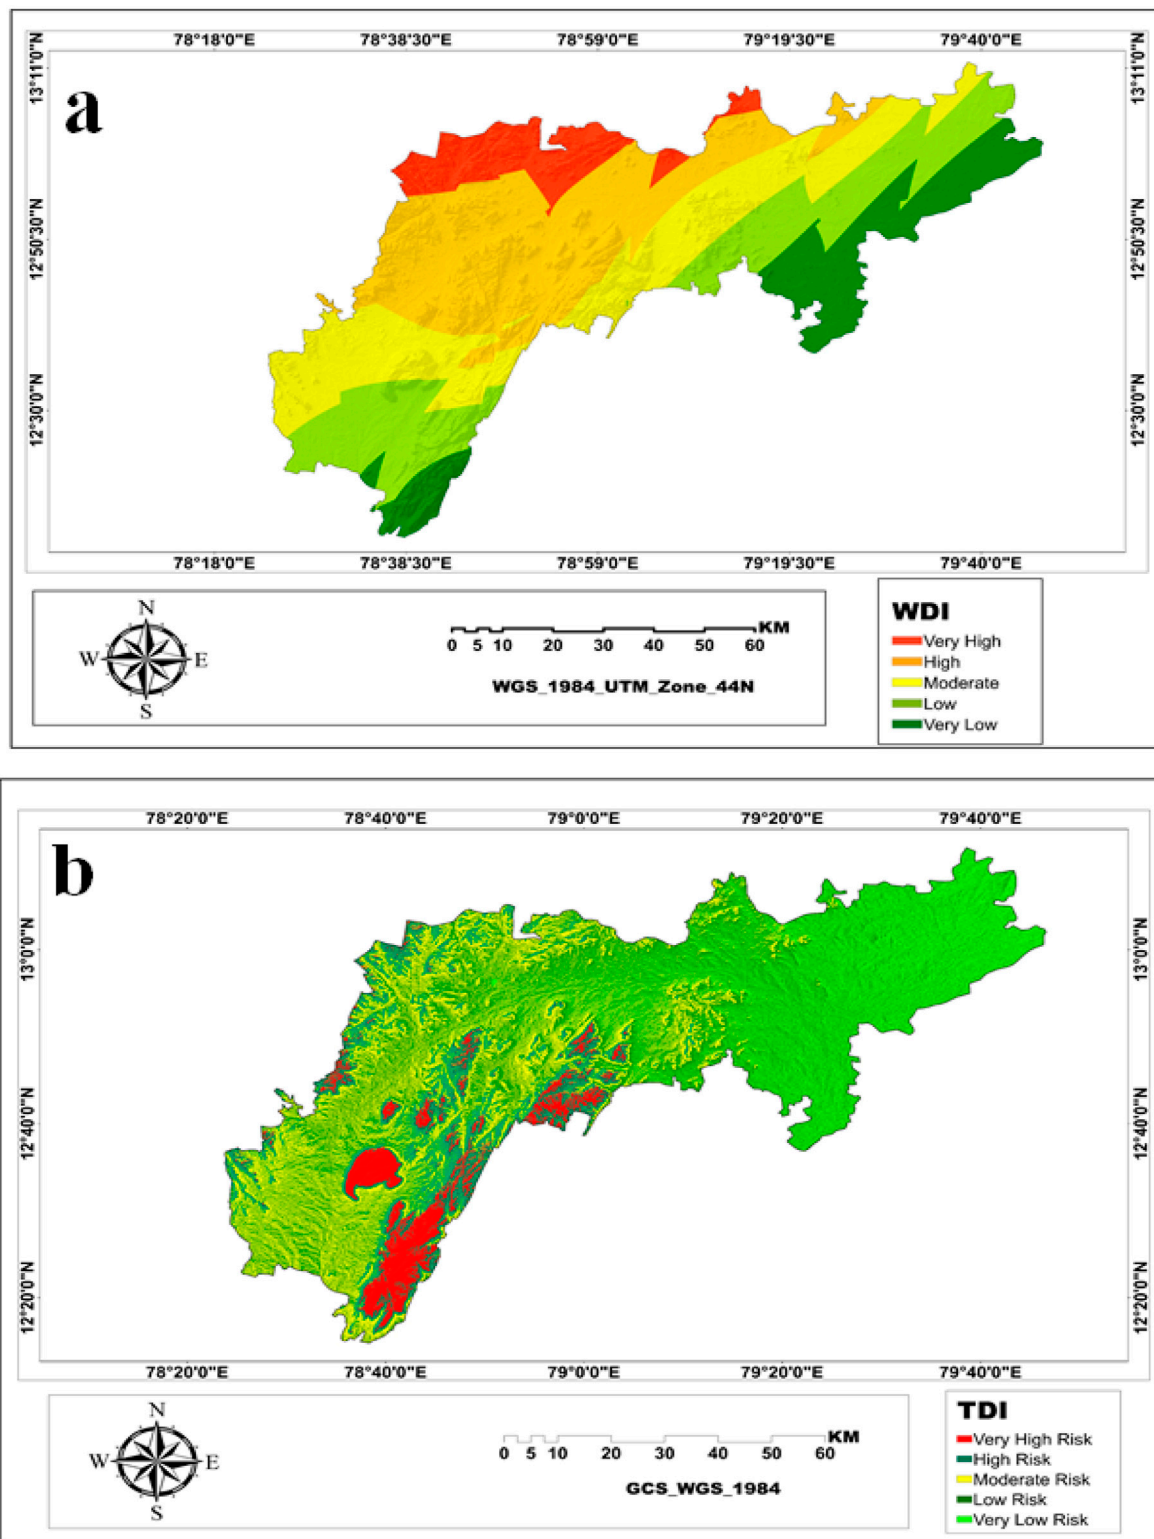 78°18'0"E 78°38'30"E 78°59'0"E 79°19'30"E 79°40'0"E
a
13°11'0"N 13°11'0"N
12°50'30"N 12°50'30"N
12°30'0"N 12°30'0"N
78°18'0"E 78°38'30"E 78°59'0"E 79°19'30"E 79°40'0"E
N
W E
S
KM
0 5 10 20 30 40 50 60
WGS_1984_UTM_Zone_44N
WDI
Very High
High
Moderate
Low
Very Low
78°20'0"E 78°40'0"E 79°0'0"E 79°20'0"E 79°40'0"E
b
13°0'0"N 13°0'0"N
12°40'0"N 12°40'0"N
12°20'0"N 12°20'0"N
78°20'0"E 78°40'0"E 79°0'0"E 79°20'0"E 79°40'0"E
N
W E
S
KM
0 5 10 20 30 40 50 60
GCS_WGS_1984
TDI
Very High Risk
High Risk
Moderate Risk
Low Risk
Very Low Risk